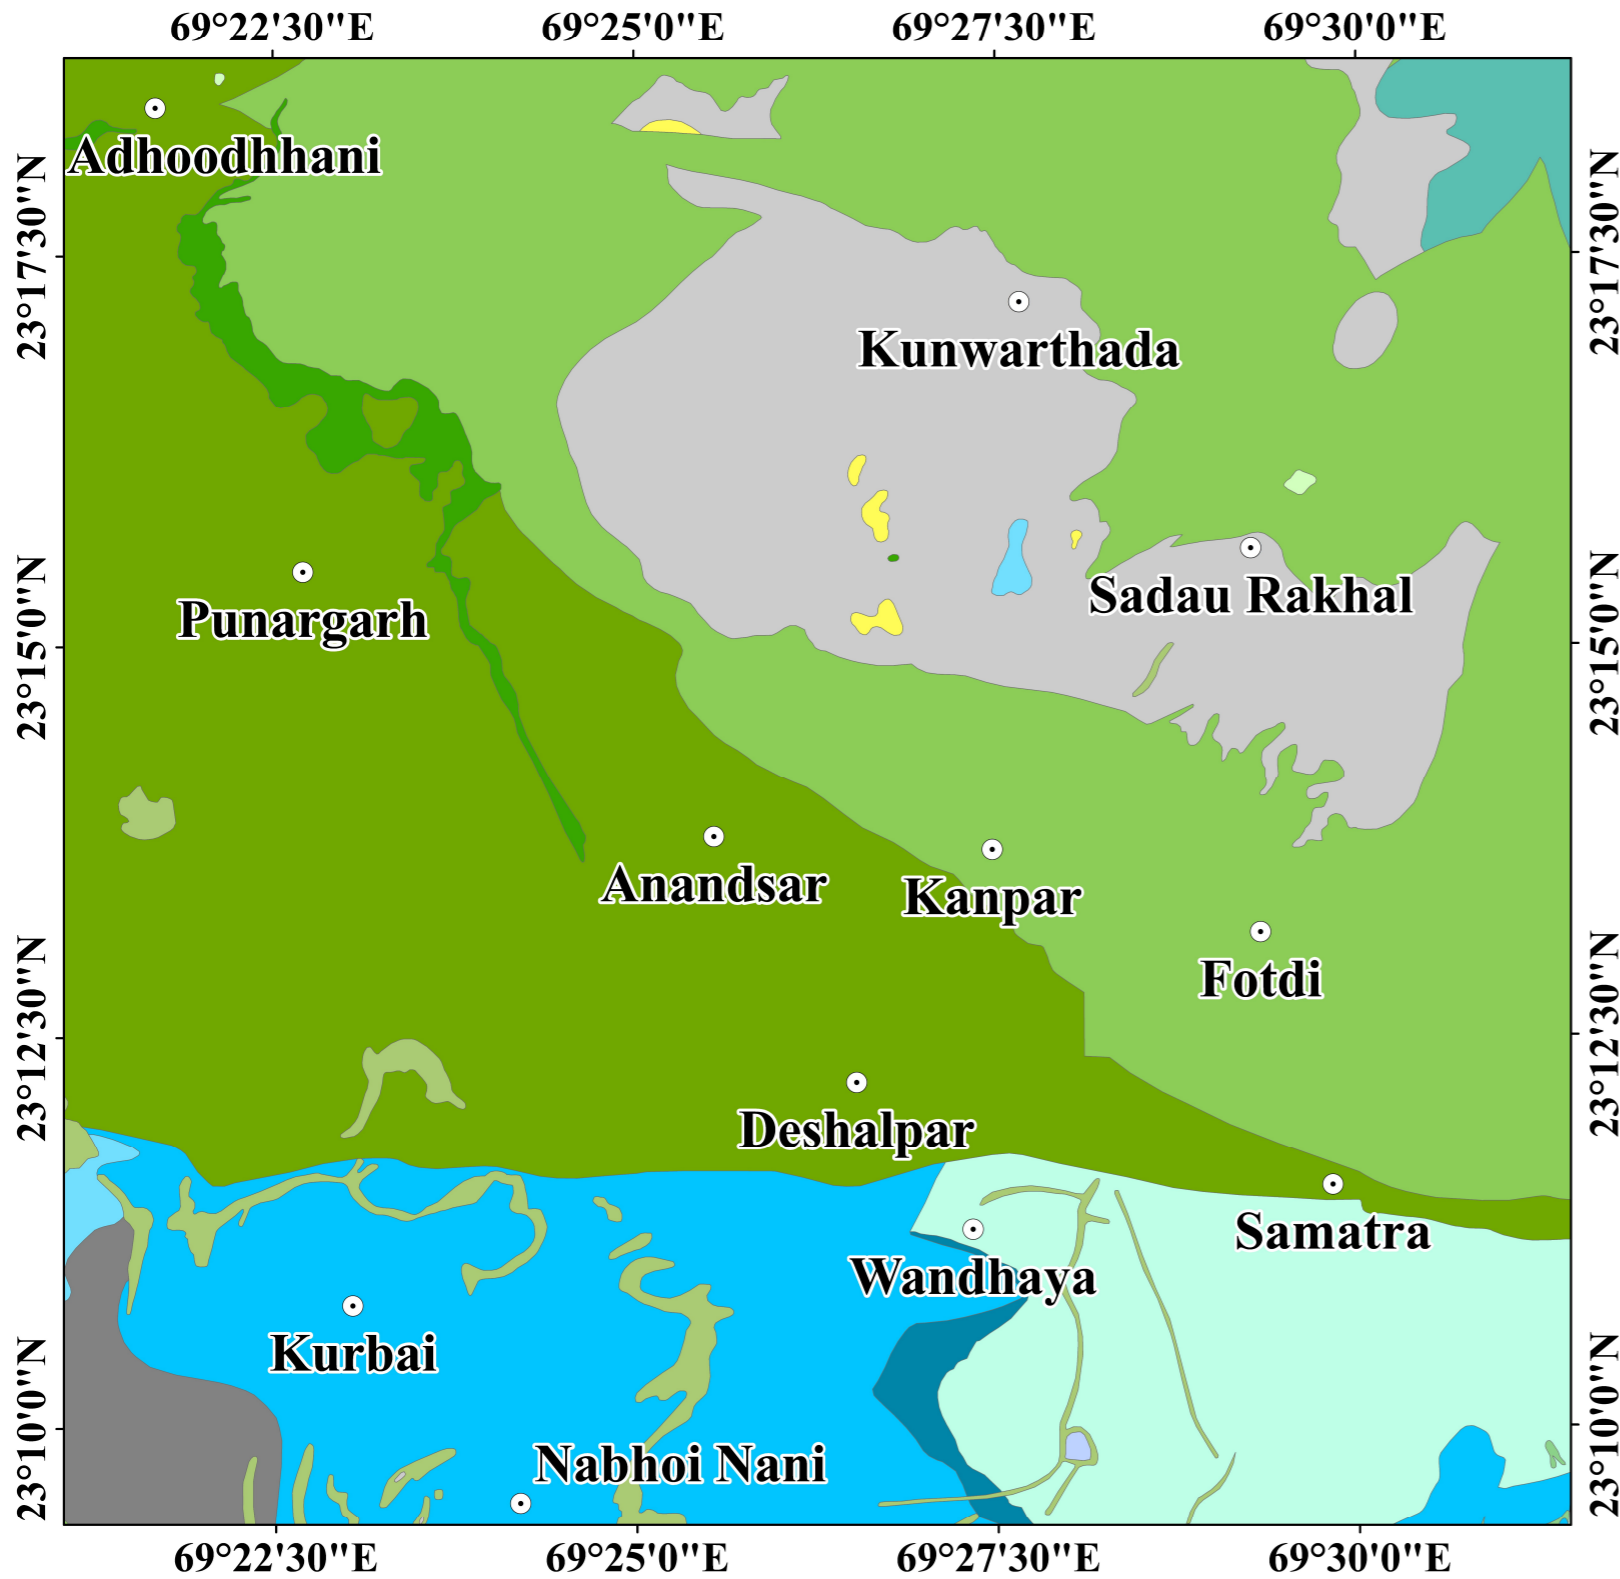 69°22'30"E 69°25'0"E 69°27'30"E 69°30'0"E
Adhoodhhani
23°17'30"N 23°17'30"N
Kunwarthada
Sadau Rakhal
Punargarh
23°15'0"N 23°15'0"N
Anandsar
Kanpar
Fotdi
23°12'30"N 23°12'30"N
Deshalpar
Samatra
Wandhaya
Kurbai
23°10'0"N 23°10'0"N
Nabhoi Nani
69°22'30"E 69°25'0"E 69°27'30"E 69°30'0"E